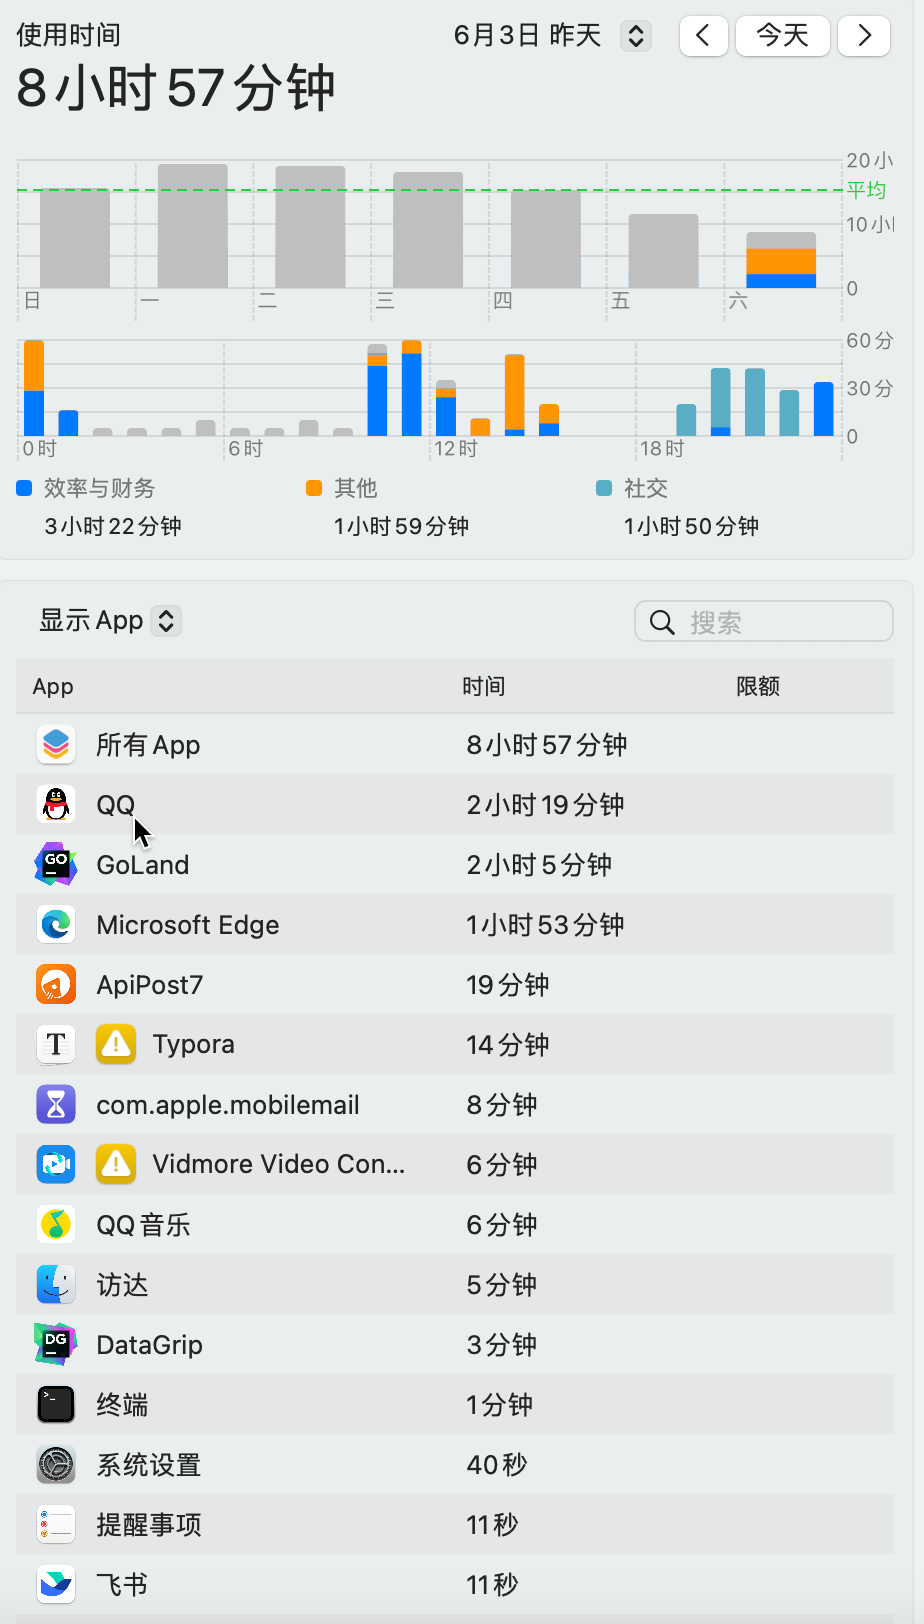 使用时间
6月3日 昨天
今天
8小时57分钟
20小
平均
10小
0
日 一 二 三 四 五 六
60分
30分
0
0时 6时 12时 18时
效率与财务 其他 社交
3小时22分钟 1小时59分钟 1小时50分钟
显示 App
搜索
App 时间 限额
所有 App 8小时57分钟
QQ 2小时19分钟
GoLand 2小时5分钟
Microsoft Edge 1小时53分钟
ApiPost7 19分钟
Typora 14分钟
com.apple.mobilemail 8分钟
Vidmore Video Con... 6分钟
QQ音乐 6分钟
访达 5分钟
DataGrip 3分钟
终端 1分钟
系统设置 40秒
提醒事项 11秒
飞书 11秒